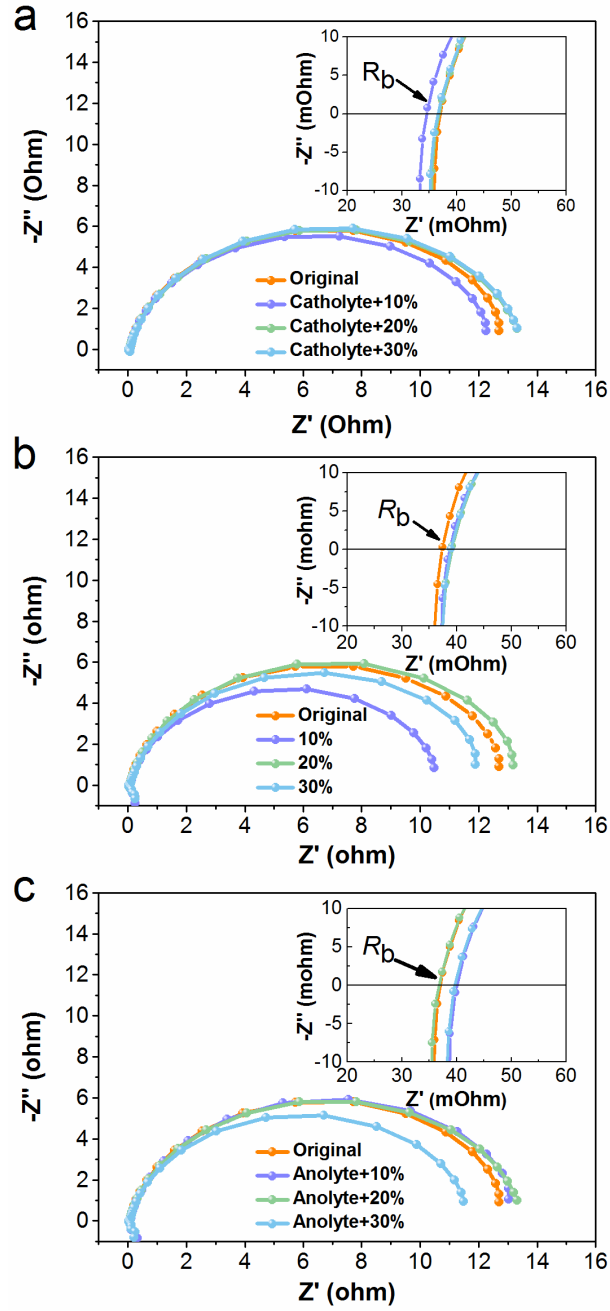 a
16
14
12
10
8
6
4
2
0
-Z'' (Ohm)
0 2 4 6 8 10 12 14 16
Z' (Ohm)
Original
Catholyte+10%
Catholyte+20%
Catholyte+30%
10
5
0
-5
-10
-Z'' (mOhm)
Rb
20 30 40 50 60
Z' (mOhm)
b
16
14
12
10
8
6
4
2
0
-Z'' (ohm)
0 2 4 6 8 10 12 14 16
Z' (ohm)
Original
10%
20%
30%
10
5
0
-5
-10
-Z'' (mohm)
Rb
20 30 40 50 60
Z' (mOhm)
c
16
14
12
10
8
6
4
2
0
-Z'' (ohm)
0 2 4 6 8 10 12 14 16
Z' (ohm)
Original
Anolyte+10%
Anolyte+20%
Anolyte+30%
10
5
0
-5
-10
-Z'' (mohm)
Rb
20 30 40 50 60
Z' (mOhm)